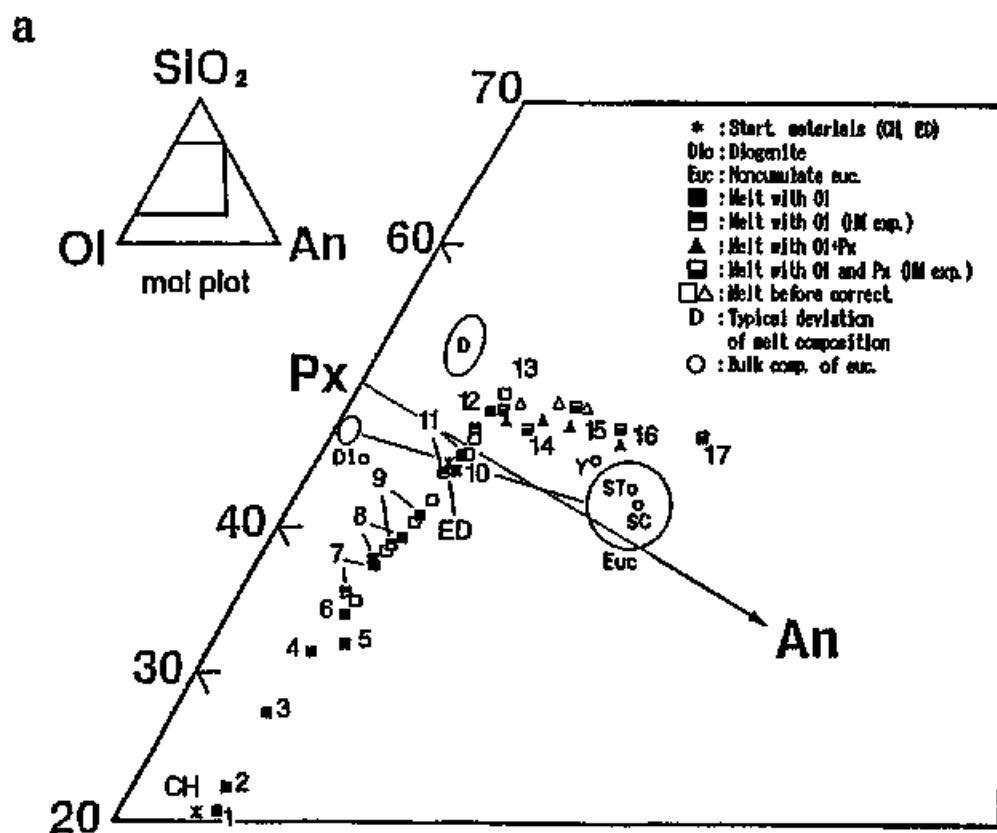 a
SiO₂
Ol An
mol plot
70
* : Start. materials (CH, ED)
Dio : Diogenite
Euc : Noncumulate euc.
■ : Melt with Ol
: Melt with Ol (IM exp.)
▲ : Melt with Ol+Px
: Melt with Ol and Px (IM exp.)
□△ : Melt before correct.
D : Typical deviation
of melt composition
○ : Bulk comp. of euc.
60
D
Px
13
12
11
14
15
16
17
Dio
10
Y
STo
SC
9
ED
40
8
Euc
7
6
An
4
5
30
3
CH
2
20
1